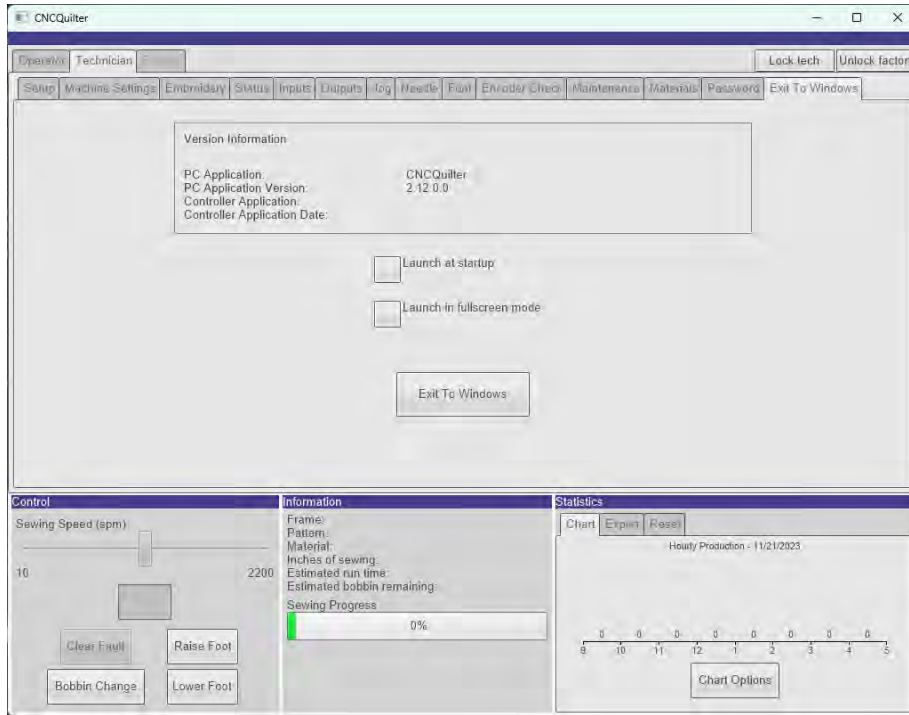 CNCQuilter
Operator Technician Lock tech Unlock factor
Setup Machine Settings Embroidery Status Inputs Outputs Jog Needle Foot Encoder Check Maintenance Materials Password Exit To Windows
Version Information
PC Application: CNCQuilter
PC Application Version: 2.12.0.0
Controller Application:
Controller Application Date:
Launch at startup
Launch in fullscreen mode
Exit To Windows
Control Information Statistics
Sewing Speed (spm)
10 2200
Clear Fault Raise Foot
Bobbin Change Lower Foot
Frame:
Pattern:
Material:
Inches of sewing:
Estimated run time:
Estimated bobbin remaining:
Sewing Progress
0%
Chart Export Reset
Hourly Production - 11/21/2023
0 0 0 0 0 0 0 0
9 10 11 12 1 2 3 4 5
Chart Options